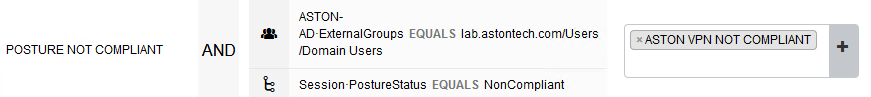 POSTURE NOT COMPLIANT
AND
ASTON-
AD·ExternalGroups EQUALS lab.astontech.com/Users
/Domain Users
Session·PostureStatus EQUALS NonCompliant
× ASTON VPN NOT COMPLIANT
+